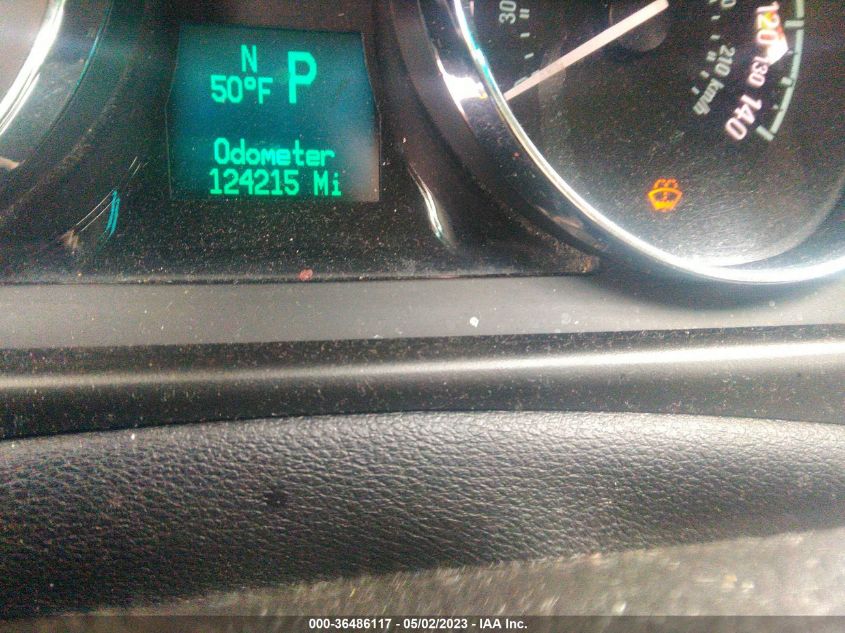 N
50°F P
Odometer
124215 Mi
30
120
130
140
210 km/h
000-36486117 - 05/02/2023 - IAA Inc.